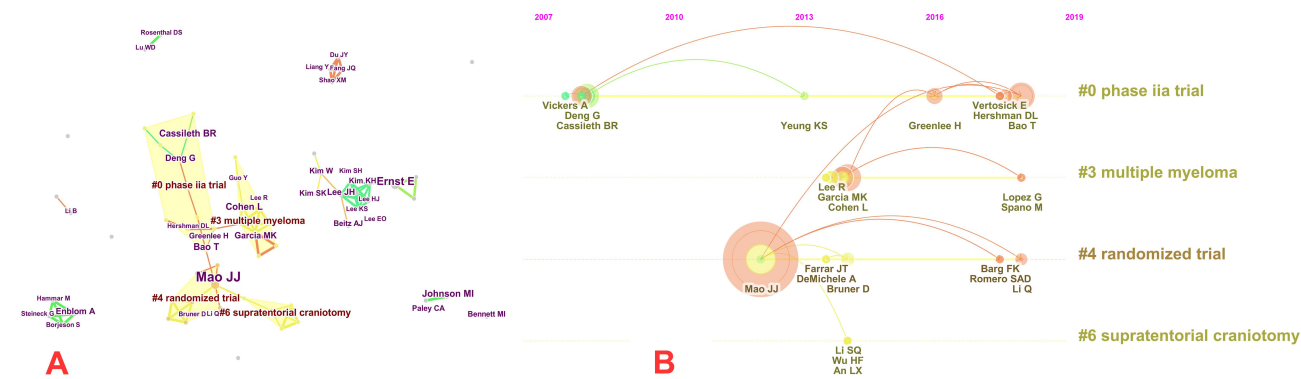 Rosenthal DS
Lu WD
Du JY
Liang Y
Fang JQ
Shao XM
Cassileth BR
Deng G
#0 phase iia trial
Guo Y
Lee R
Cohen L
#3 multiple myeloma
Hershman DL
Greenlee H
Garcia MK
Bao T
Kim W
Kim SH
Kim KH
Ernst E
Kim SK
Lee JH
Lee HJ
Lee KS
Lee EO
Beitz AJ
Li B
Mao JJ
#4 randomized trial
Bruner D
Li Q
#6 supratentorial craniotomy
Hammar M
Steineck G
Enblom A
Borjeson S
Johnson MI
Paley CA
Bennett MI
A
2007
2010
2013
2016
2019
Vickers A
Deng G
Cassileth BR
Yeung KS
Greenlee H
Vertosick E
Hershman DL
Bao T
#0 phase iia trial
Lee R
Garcia MK
Cohen L
Lopez G
Spano M
#3 multiple myeloma
Mao JJ
Farrar JT
DeMichele A
Bruner D
Barg FK
Romero SAD
Li Q
#4 randomized trial
Li SQ
Wu HF
An LX
#6 supratentorial craniotomy
B